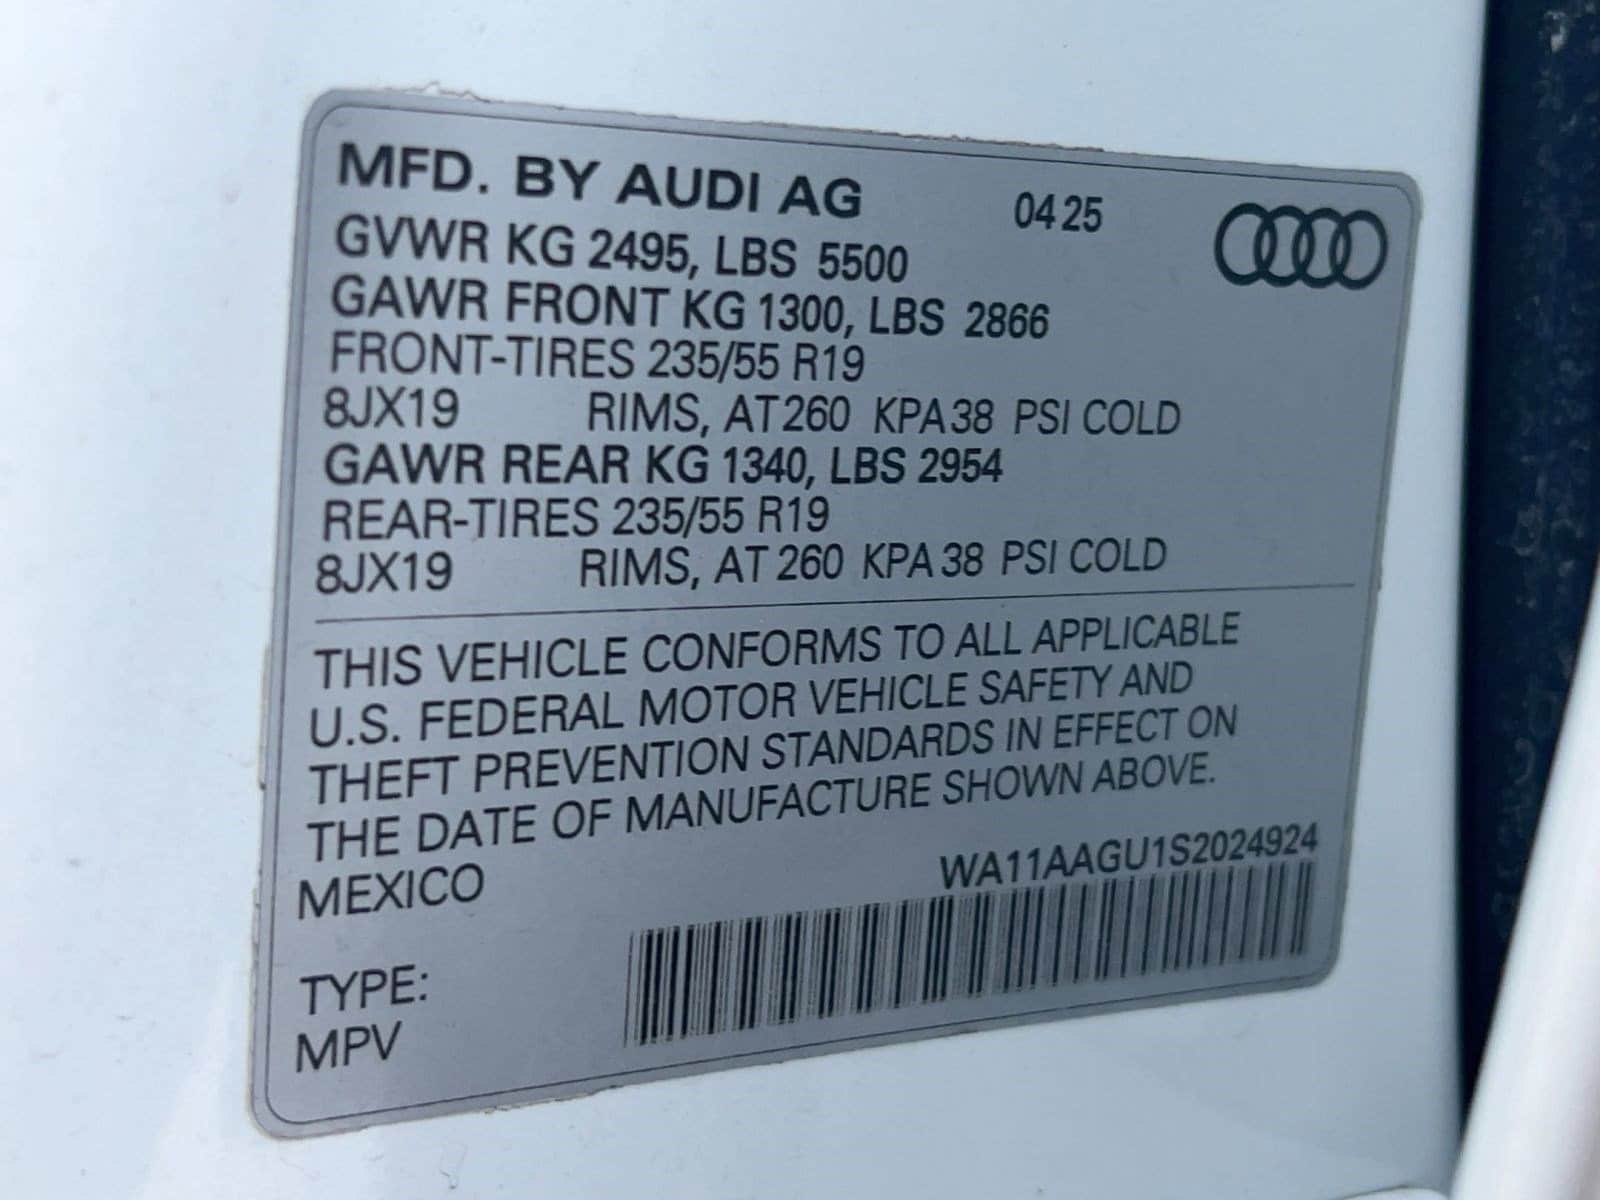 MFD. BY AUDI AG 04 25
GVWR KG 2495, LBS 5500
GAWR FRONT KG 1300, LBS 2866
FRONT-TIRES 235/55 R19
8JX19 RIMS, AT 260 KPA 38 PSI COLD
GAWR REAR KG 1340, LBS 2954
REAR-TIRES 235/55 R19
8JX19 RIMS, AT 260 KPA 38 PSI COLD
THIS VEHICLE CONFORMS TO ALL APPLICABLE
U.S. FEDERAL MOTOR VEHICLE SAFETY AND
THEFT PREVENTION STANDARDS IN EFFECT ON
THE DATE OF MANUFACTURE SHOWN ABOVE.
MEXICO
WA11AAGU1S2024924
TYPE:
MPV